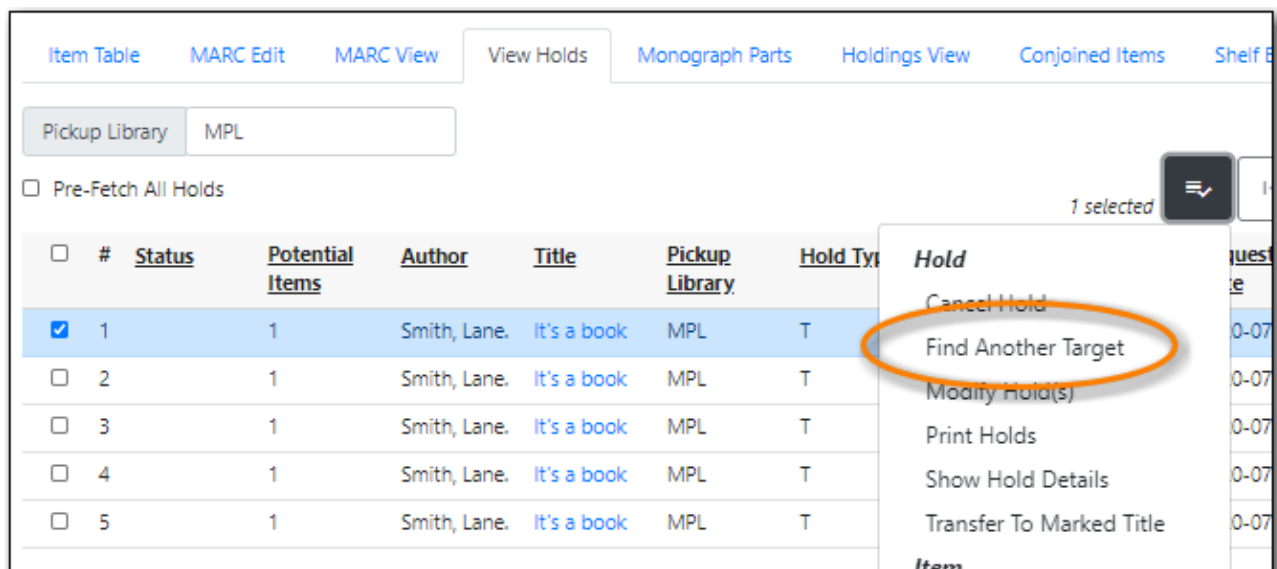 Item Table MARC Edit MARC View View Holds Monograph Parts Holdings View Conjoined Items Shelf
Pickup Library MPL
Pre-Fetch All Holds
1 selected
# Status Potential Items Author Title Pickup Library Hold
1 1 Smith, Lane. It's a book MPL T
2 1 Smith, Lane. It's a book MPL T
3 1 Smith, Lane. It's a book MPL T
4 1 Smith, Lane. It's a book MPL T
5 1 Smith, Lane. It's a book MPL T
Hold
Cancel Hold
Find Another Target
Modify Hold(s)
Print Holds
Show Hold Details
Transfer To Marked Title
Item